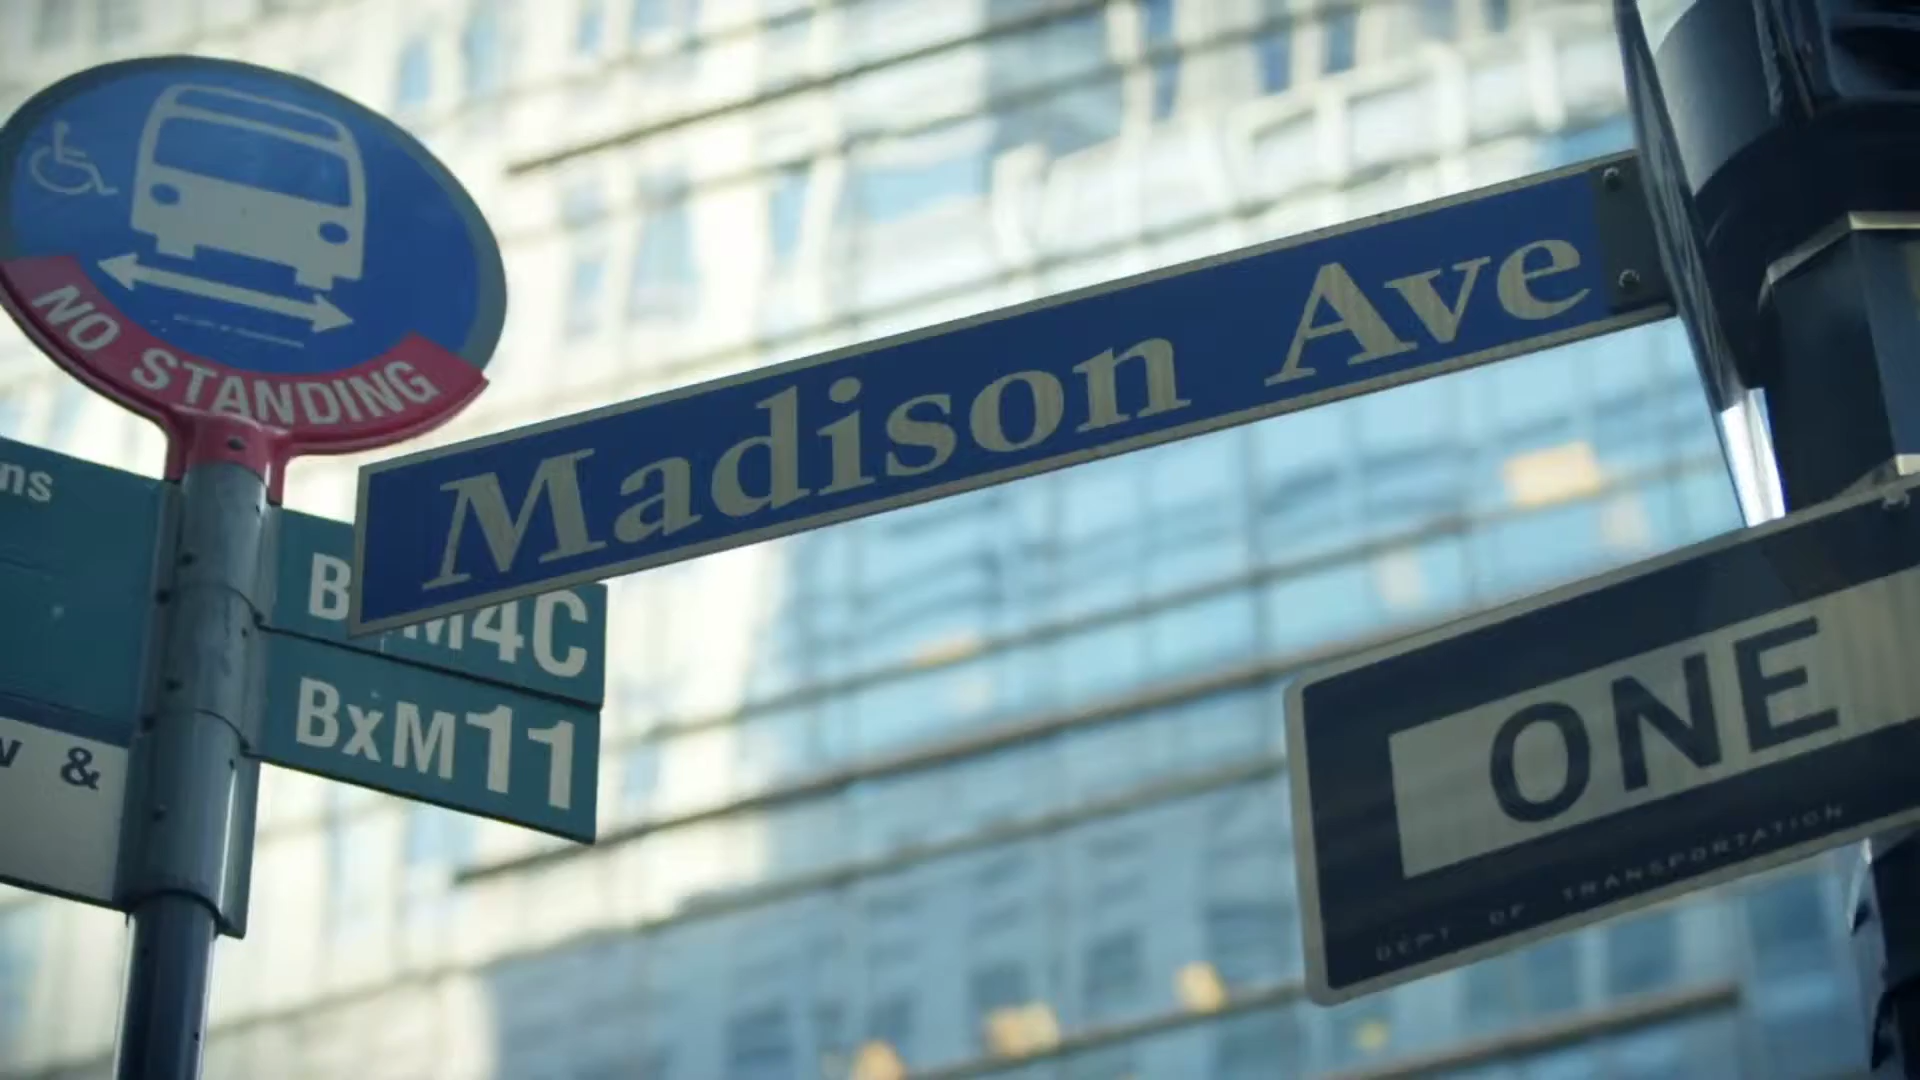 NO STANDING
Madison Ave
ns
M4C
BxM11
&
ONE
DEPT OF TRANSPORTATION